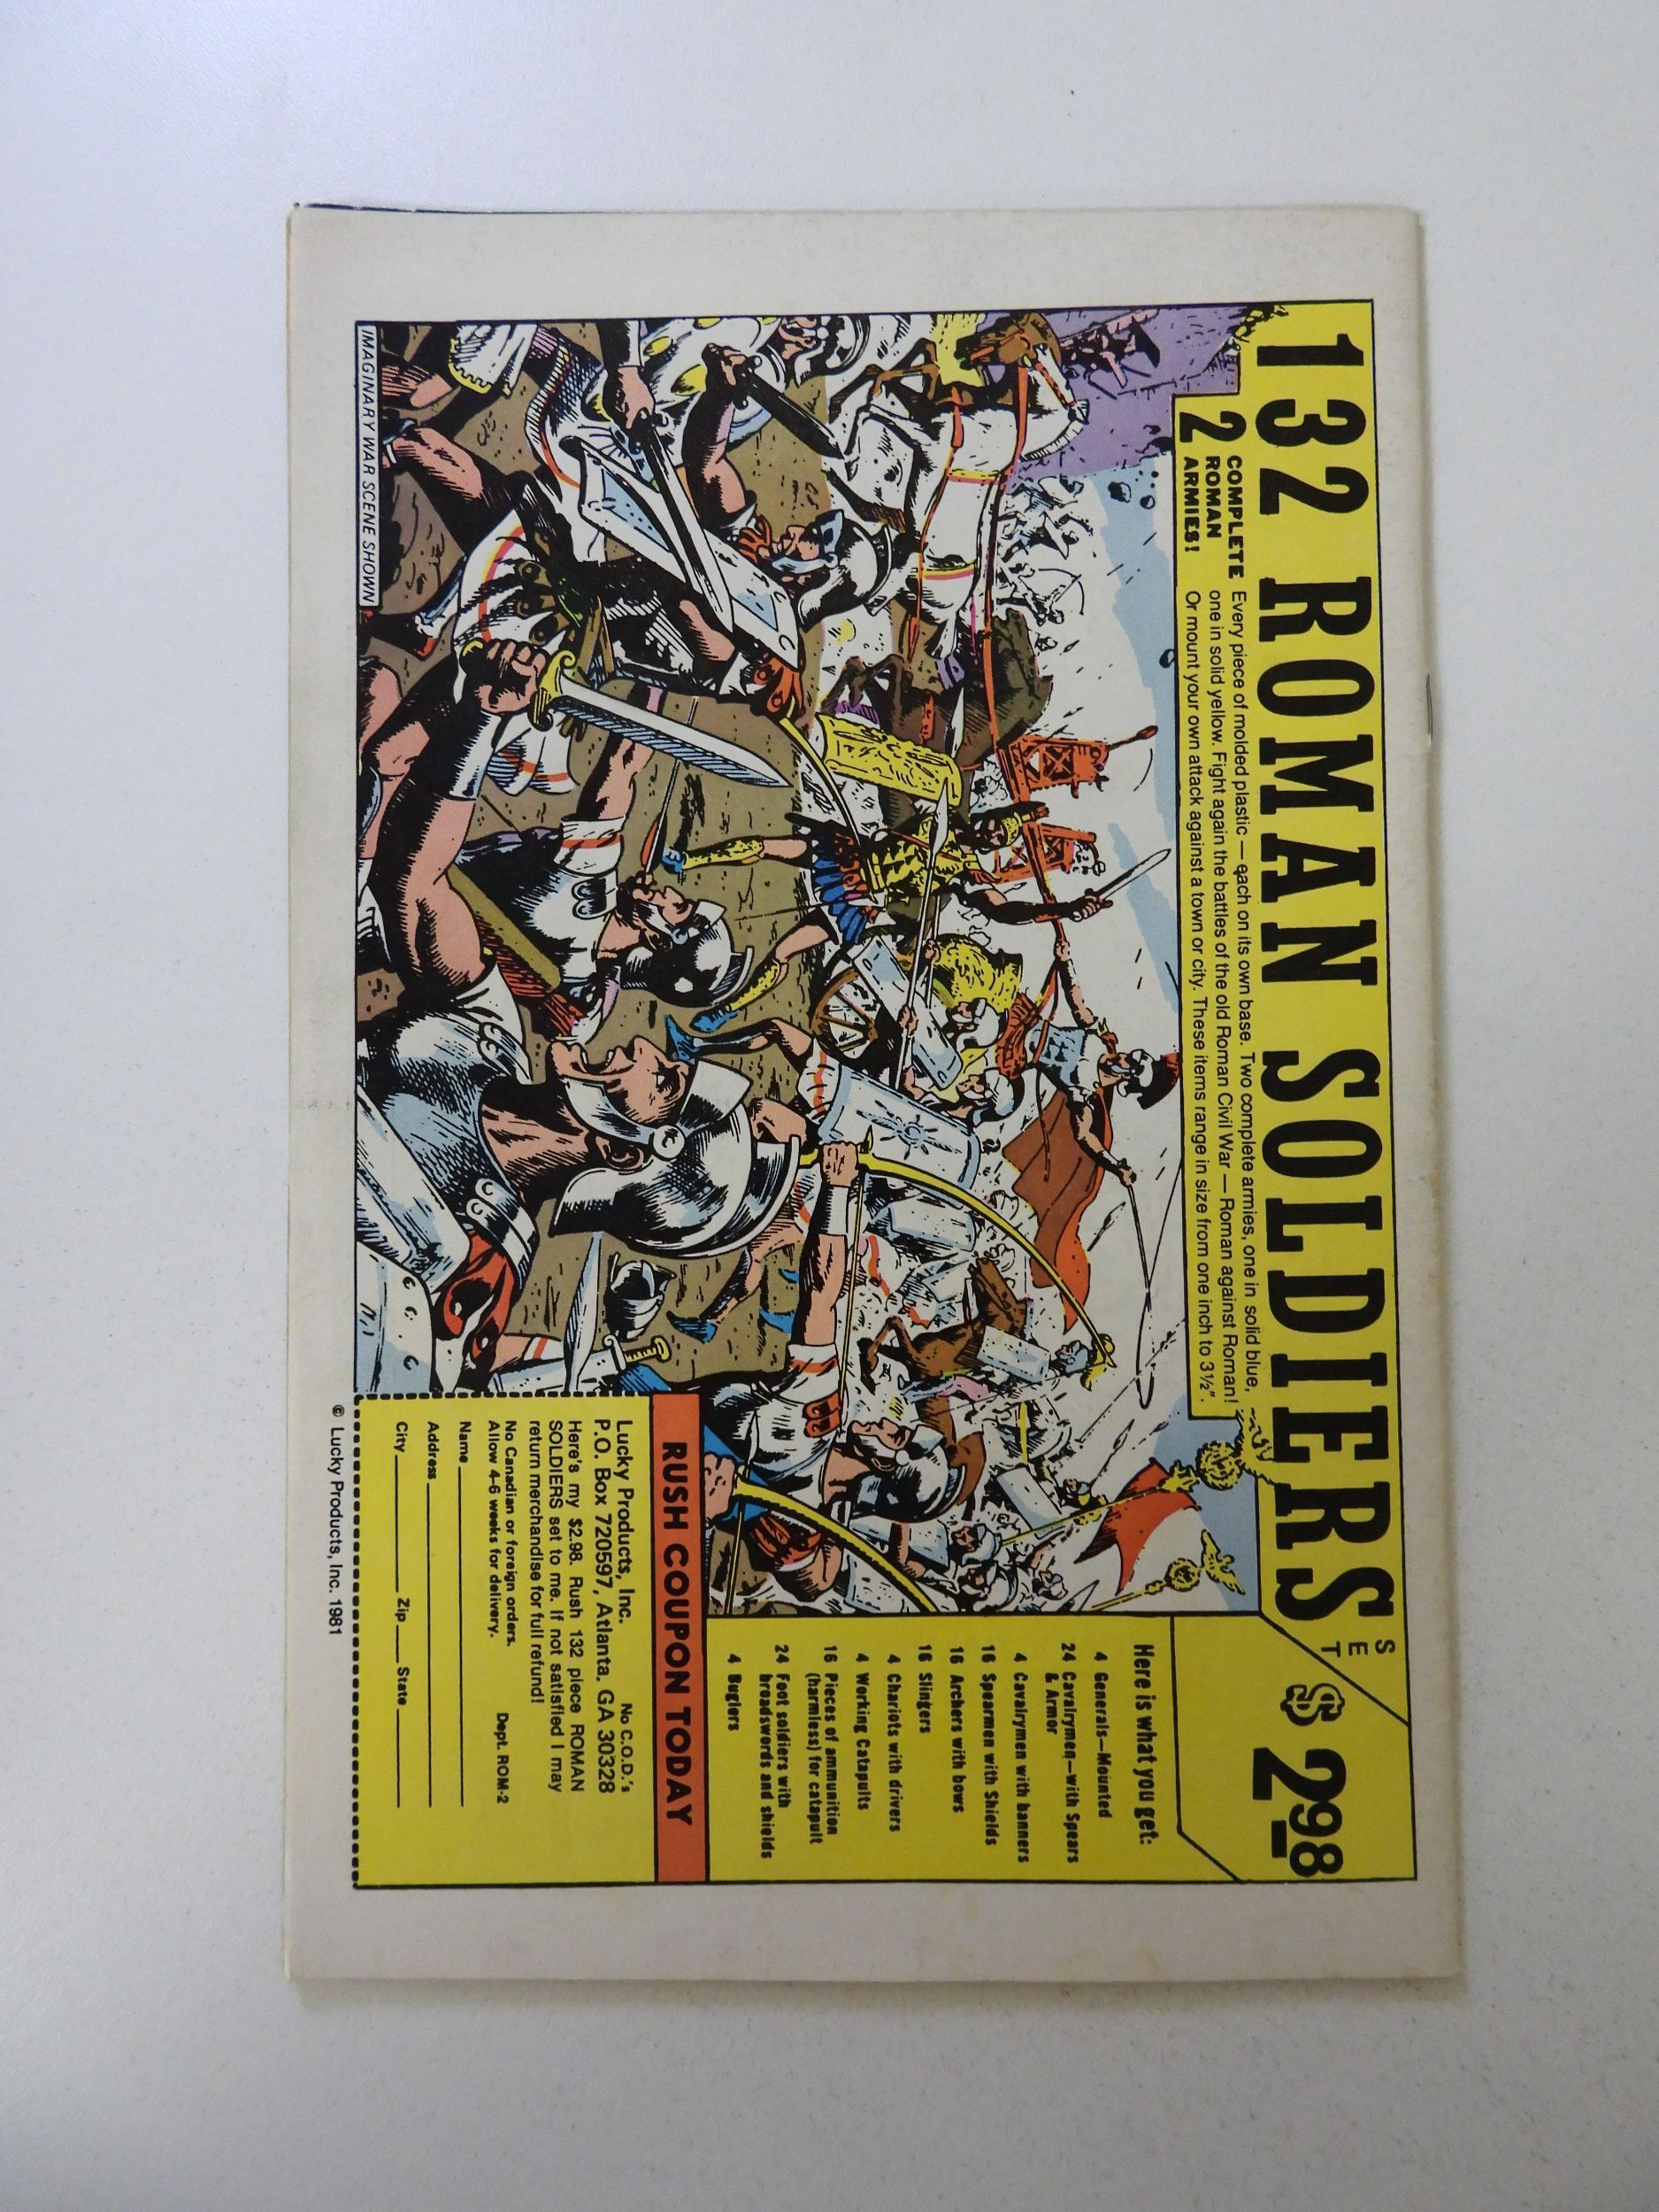 132 ROMAN SOLDIERS
SET
$2.98
2 COMPLETE
ROMAN
ARMIES!
Every piece of molded plastic — each on its own base. Two complete armies, one in solid blue,
one in solid yellow. Fight again the battles of the old Roman Civil War — Roman against Roman!
Or mount your own attack against a town or city. These items range in size from one inch to 3½".
Here is what you get:
4 Generals—Mounted
24 Cavalrymen—with Spears
& Armor
4 Cavalrymen with banners
16 Spearmen with Shields
16 Archers with bows
16 Slingers
4 Chariots with drivers
4 Working Catapults
16 Pieces of ammunition
(harmless) for catapult
24 Foot soldiers with
broadswords and shields
4 Buglers
RUSH COUPON TODAY
Lucky Products, Inc. No C.O.D.'s
P.O. Box 720597, Atlanta, GA 30328
Here's my $2.98. Rush 132 piece ROMAN
SOLDIERS set to me. If not satisfied I may
return merchandise for full refund!
No Canadian or foreign orders.
Allow 4-6 weeks for delivery. Dept. ROM-2
Name
Address
City Zip State
IMAGINARY WAR SCENE SHOWN
© Lucky Products, Inc. 1981